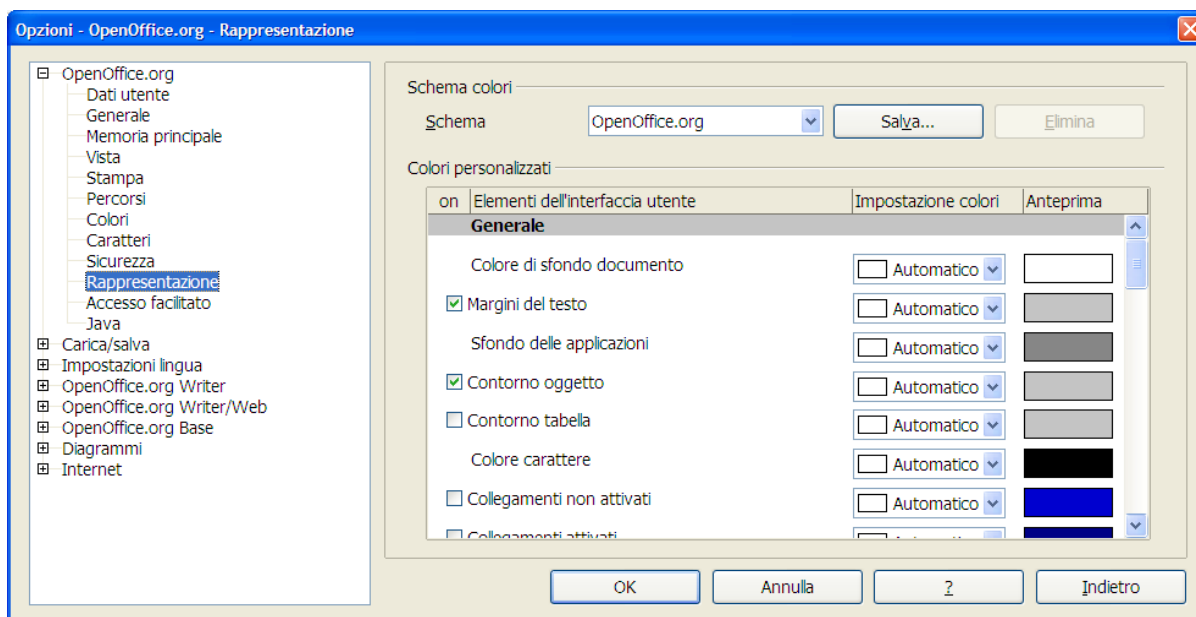 Opzioni - OpenOffice.org - Rappresentazione
OpenOffice.org
Dati utente
Generale
Memoria principale
Vista
Stampa
Percorsi
Colori
Caratteri
Sicurezza
Rappresentazione
Accesso facilitato
Java
Carica/salva
Impostazioni lingua
OpenOffice.org Writer
OpenOffice.org Writer/Web
OpenOffice.org Base
Diagrammi
Internet
Schema colori
Schema OpenOffice.org Salva... Elimina
Colori personalizzati
on Elementi dell'interfaccia utente Impostazione colori Anteprima
Generale
Colore di sfondo documento Automatico
Margini del testo Automatico
Sfondo delle applicazioni Automatico
Contorno oggetto Automatico
Contorno tabella Automatico
Colore carattere Automatico
Collegamenti non attivati Automatico
Collegamenti attivati
OK Annulla ? Indietro